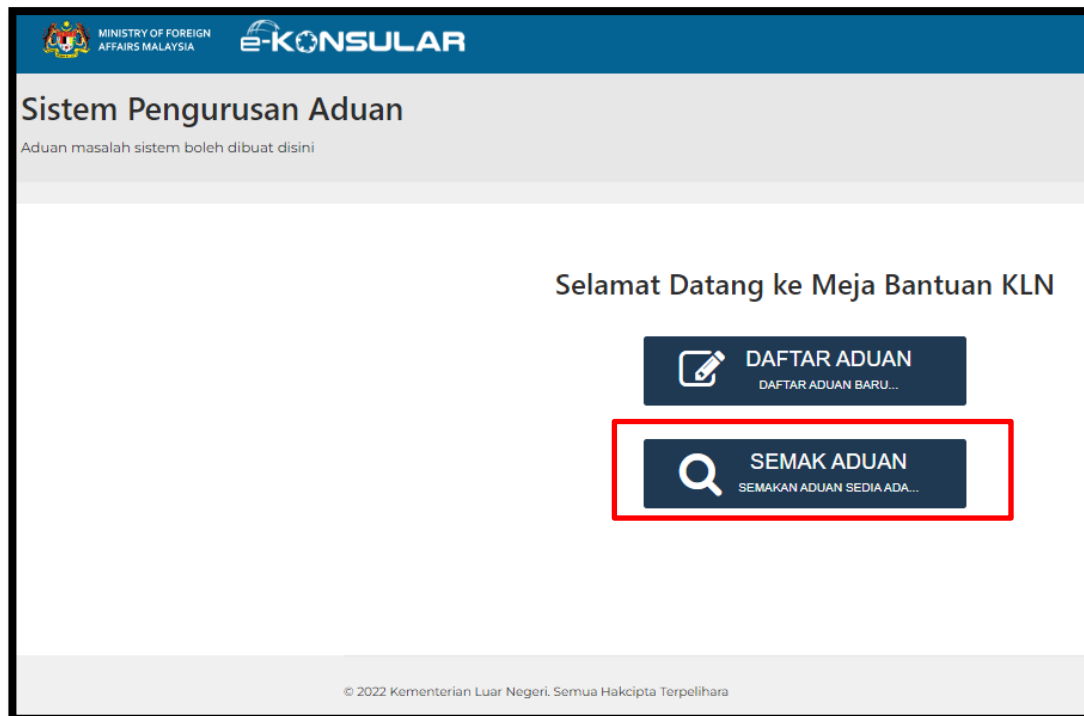 MINISTRY OF FOREIGN
AFFAIRS MALAYSIA
e-KONSULAR
Sistem Pengurusan Aduan
Aduan masalah sistem boleh dibuat disini
Selamat Datang ke Meja Bantuan KLN
DAFTAR ADUAN
DAFTAR ADUAN BARU...
SEMAK ADUAN
SEMAKAN ADUAN SEDIA ADA...
© 2022 Kementerian Luar Negeri. Semua Hakcipta Terpelihara